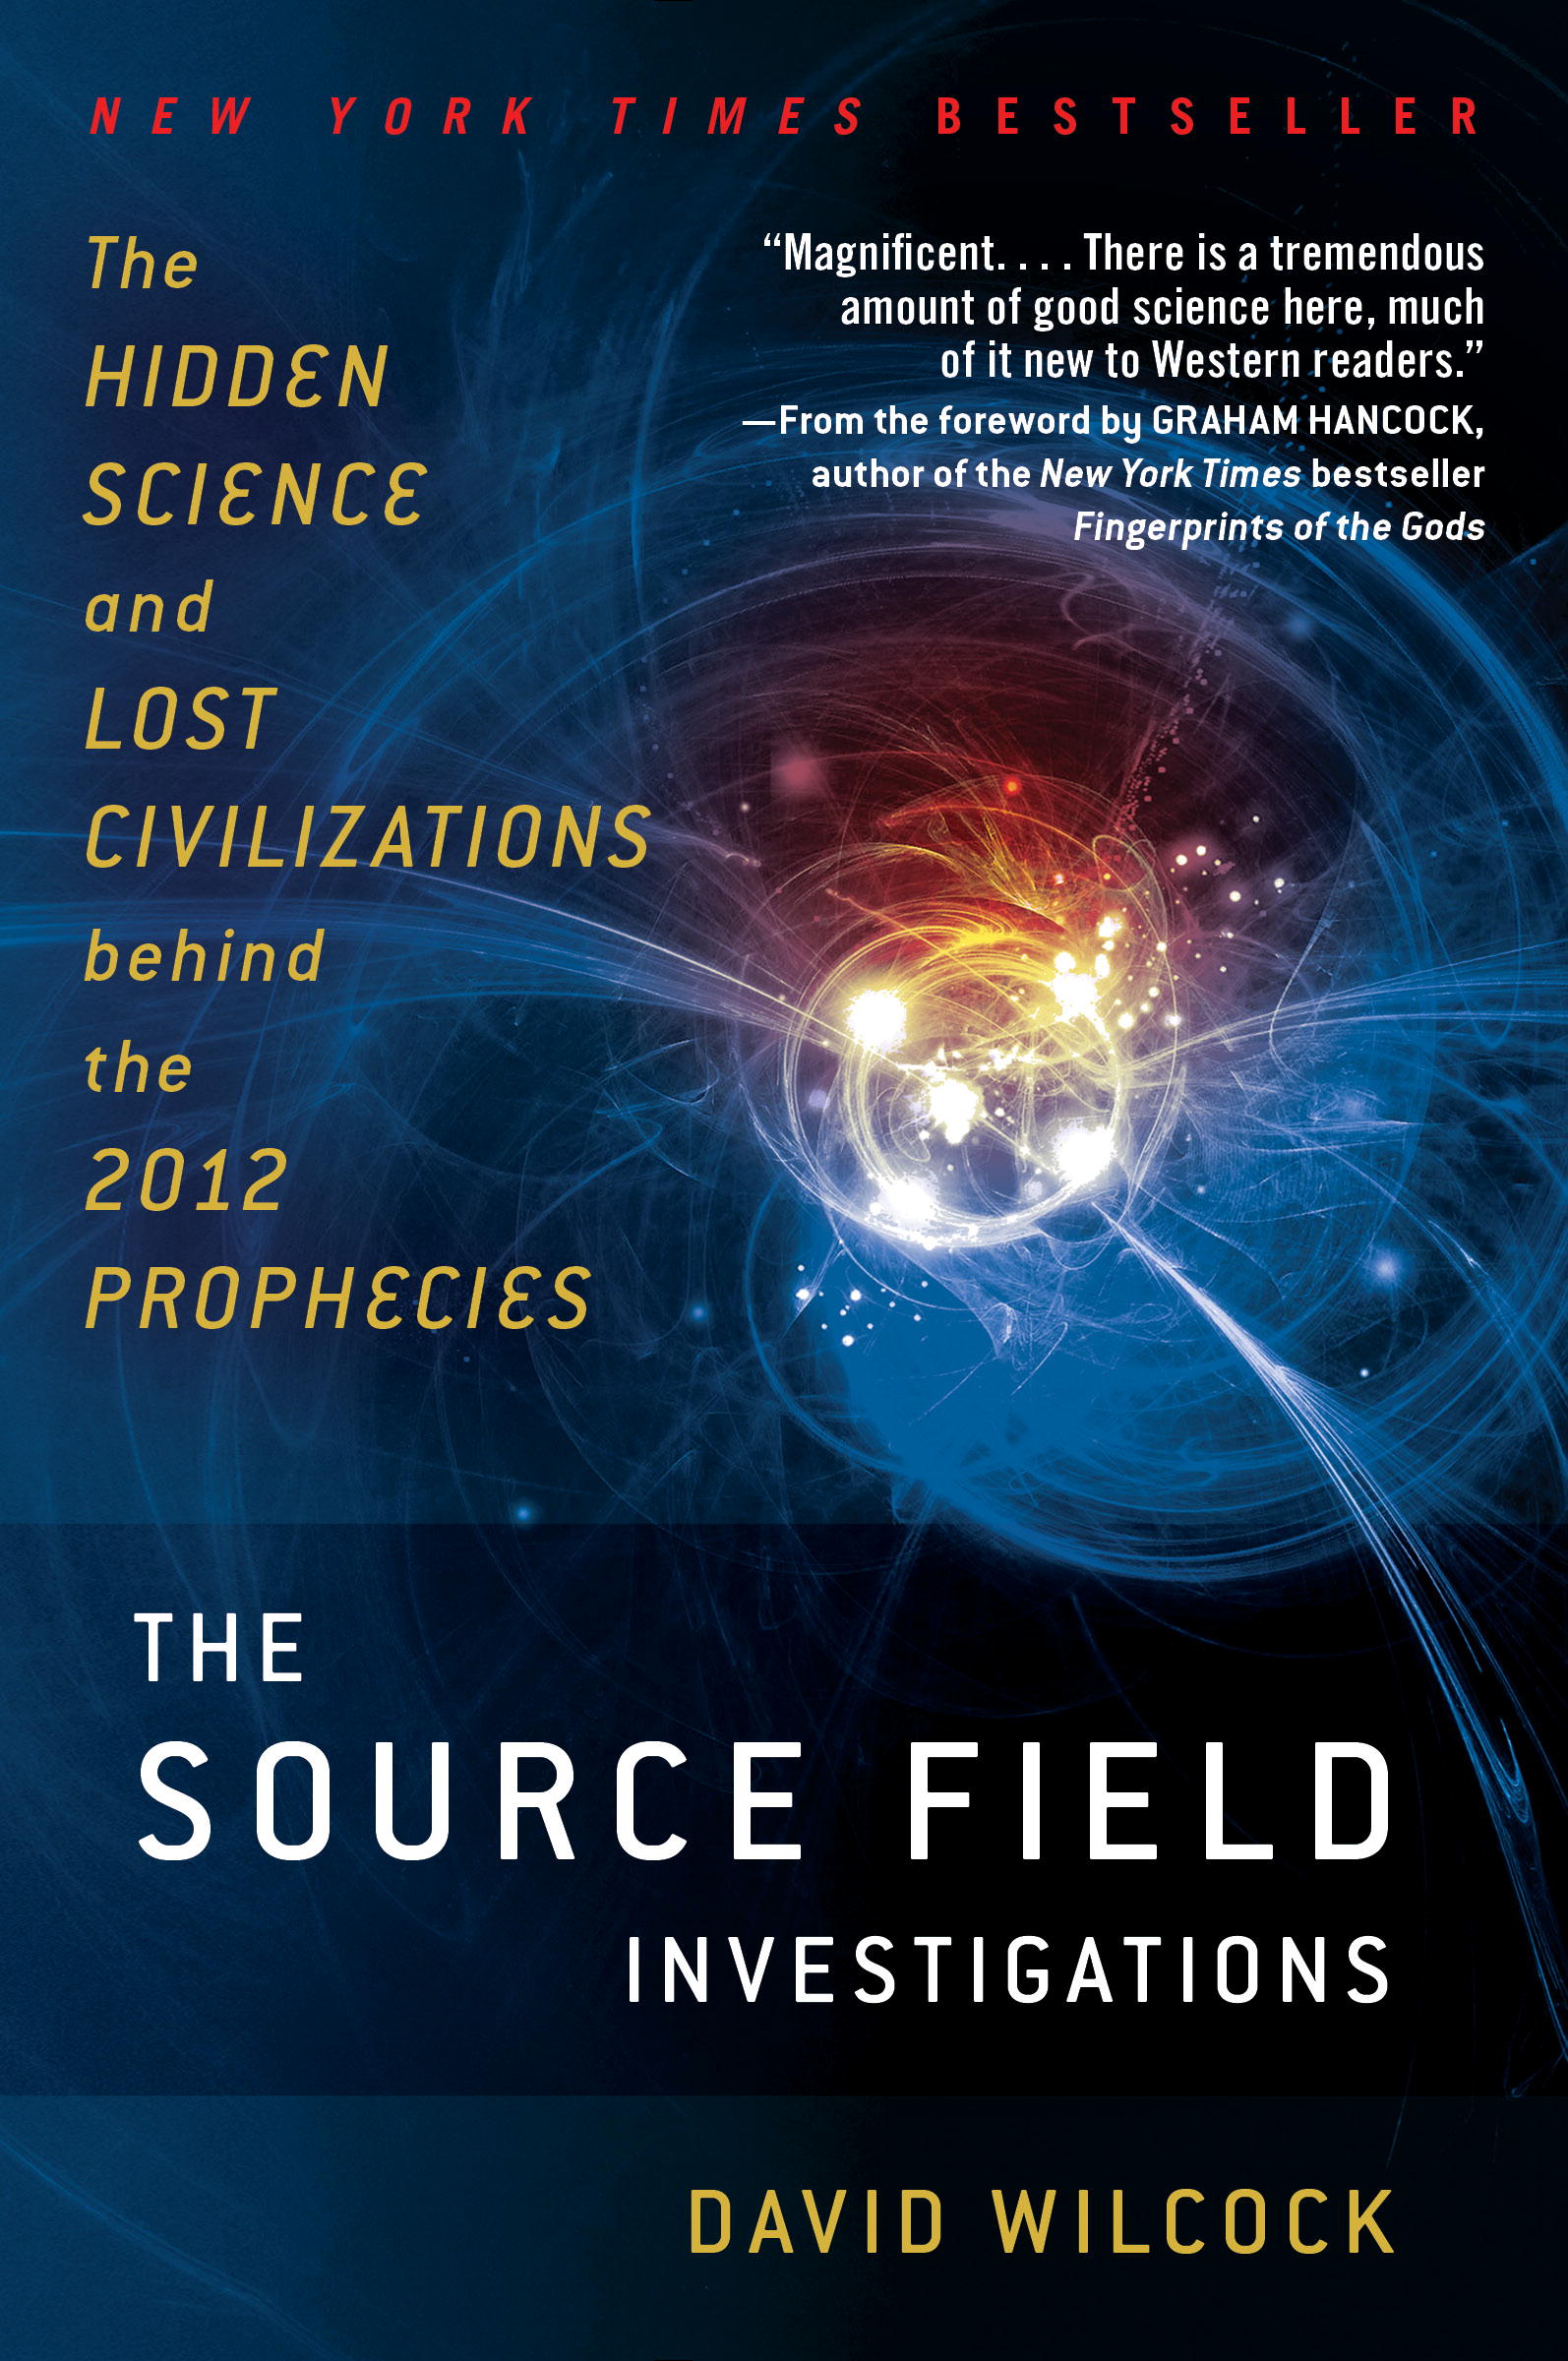 NEW YORK TIMES BESTSELLER
The
HIDDEN
SCIENCE
and
LOST
CIVILIZATIONS
behind
the
2012
PROPHECIES
“Magnificent. . . . There is a tremendous
amount of good science here, much
of it new to Western readers.”
—From the foreword by GRAHAM HANCOCK,
author of the New York Times bestseller
Fingerprints of the Gods
THE
SOURCE FIELD
INVESTIGATIONS
DAVID WILCOCK